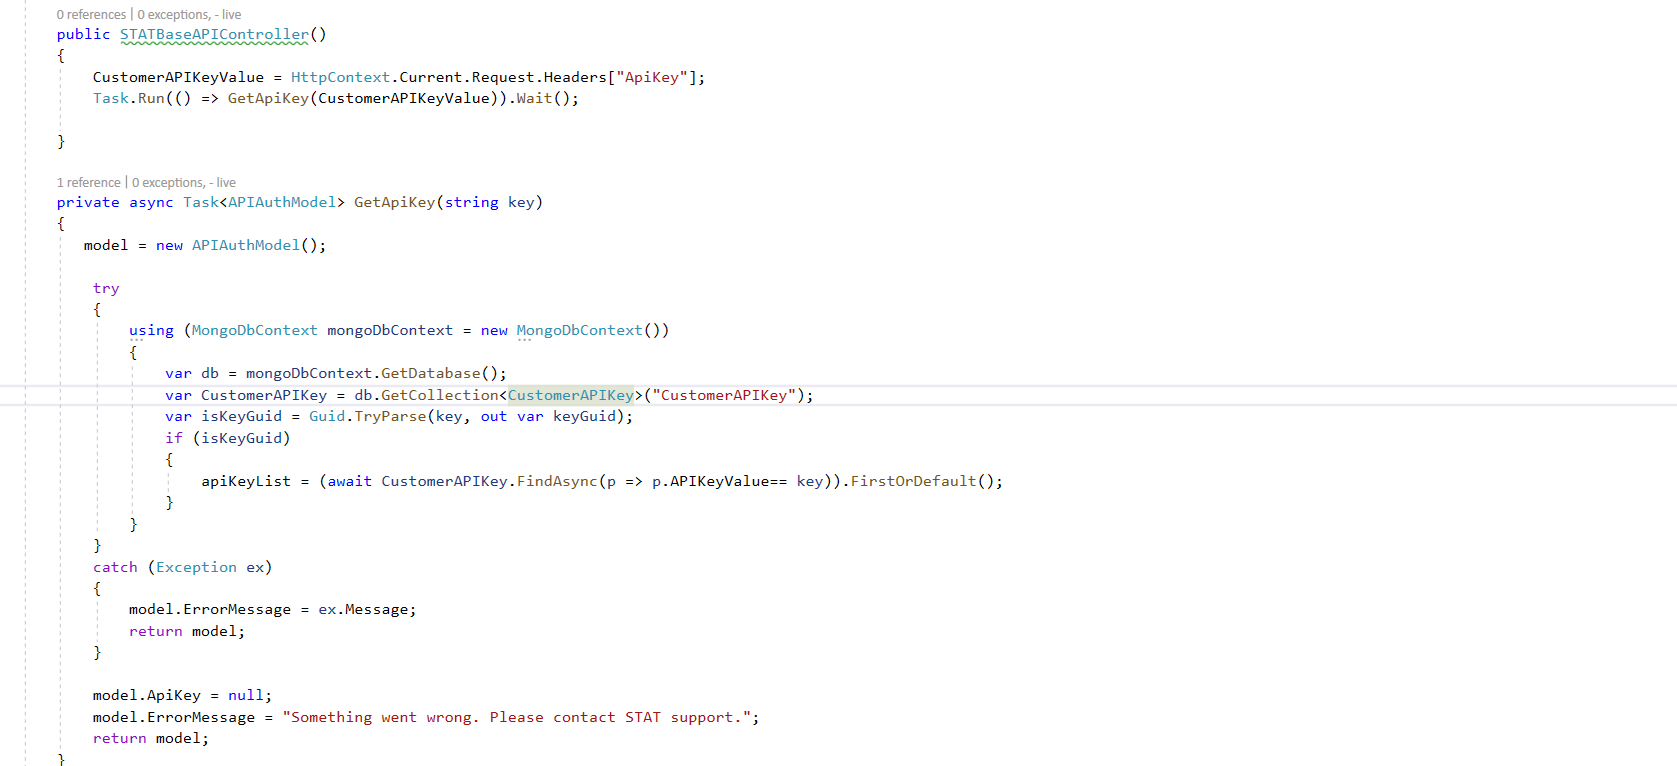 0 references | 0 exceptions, - live
public STATBaseAPIController()
{
CustomerAPIKeyValue = HttpContext.Current.Request.Headers["ApiKey"];
Task.Run(() => GetApiKey(CustomerAPIKeyValue)).Wait();
}
1 reference | 0 exceptions, - live
private async Task<APIAuthModel> GetApiKey(string key)
{
model = new APIAuthModel();
try
{
using (MongoDbContext mongoDbContext = new MongoDbContext())
{
var db = mongoDbContext.GetDatabase();
var CustomerAPIKey = db.GetCollection<CustomerAPIKey>("CustomerAPIKey");
var isKeyGuid = Guid.TryParse(key, out var keyGuid);
if (isKeyGuid)
{
apiKeyList = (await CustomerAPIKey.FindAsync(p => p.APIKeyValue== key)).FirstOrDefault();
}
}
}
catch (Exception ex)
{
model.ErrorMessage = ex.Message;
return model;
}
model.ApiKey = null;
model.ErrorMessage = "Something went wrong. Please contact STAT support.";
return model;
}